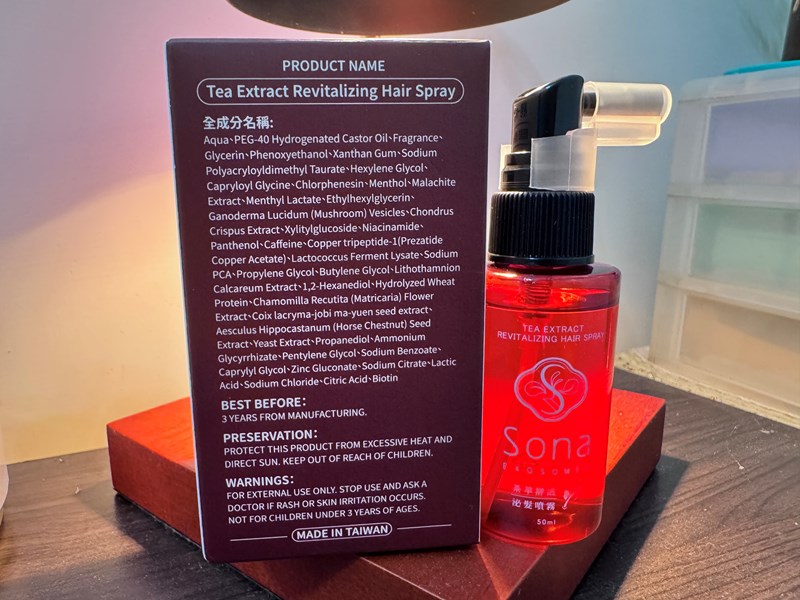 PRODUCT NAME
Tea Extract Revitalizing Hair Spray
全成分名稱:
Aqua、PEG-40 Hydrogenated Castor Oil、Fragrance、
Glycerin、Phenoxyethanol、Xanthan Gum、Sodium
Polyacryloyldimethyl Taurate、Hexylene Glycol、
Capryloyl Glycine、Chlorphenesin、Menthol、Malachite
Extract、Menthyl Lactate、Ethylhexylglycerin、
Ganoderma Lucidum (Mushroom) Vesicles、Chondrus
Crispus Extract、Xylitylglucoside、Niacinamide、
Panthenol、Caffeine、Copper tripeptide-1(Prezatide
Copper Acetate)、Lactococcus Ferment Lysate、Sodium
PCA、Propylene Glycol、Butylene Glycol、Lithothamnion
Calcareum Extract、1,2-Hexanediol、Hydrolyzed Wheat
Protein、Chamomilla Recutita (Matricaria) Flower
Extract、Coix lacryma-jobi ma-yuen seed extract、
Aesculus Hippocastanum (Horse Chestnut) Seed
Extract、Yeast Extract、Propanediol、Ammonium
Glycyrrhizate、Pentylene Glycol、Sodium Benzoate、
Caprylyl Glycol、Zinc Gluconate、Sodium Citrate、Lactic
Acid、Sodium Chloride、Citric Acid、Biotin
BEST BEFORE:
3 YEARS FROM MANUFACTURING.
PRESERVATION:
PROTECT THIS PRODUCT FROM EXCESSIVE HEAT AND
DIRECT SUN. KEEP OUT OF REACH OF CHILDREN.
WARNINGS:
FOR EXTERNAL USE ONLY. STOP USE AND ASK A
DOCTOR IF RASH OR SKIN IRRITATION OCCURS.
NOT FOR CHILDREN UNDER 3 YEARS OF AGES.
MADE IN TAIWAN
TEA EXTRACT
REVITALIZING HAIR SPRAY
Sona
EXOSOME
泌髮噴霧
50ml